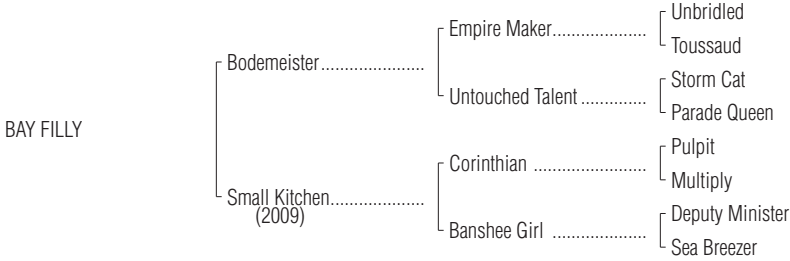 Unbridled
Empire Maker....................
Toussaud
Bodemeister......................
Storm Cat
Untouched Talent ..............
Parade Queen
BAY FILLY
Pulpit
Corinthian ........................
Multiply
Small Kitchen....................
(2009)
Deputy Minister
Banshee Girl ....................
Sea Breezer